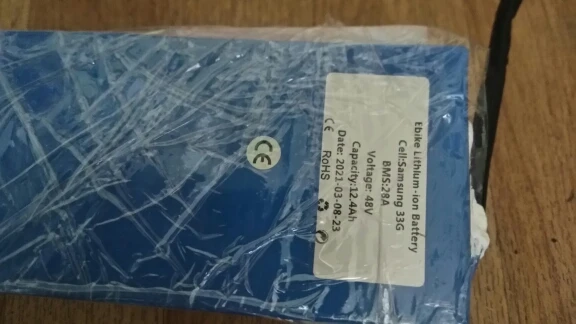 Ebike Lithium-ion Battery
Cell:Samsung 33G
BMS:28A
Voltage: 48V
Capacity:12.4Ah
Date: 2021-03-08-23
CE RoHS
CE